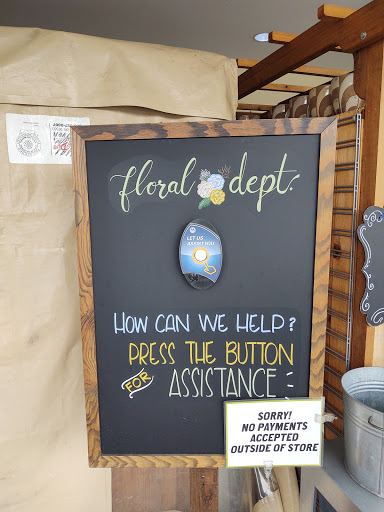 floral dept.
LET US
ASSIST YOU
HOW CAN WE HELP?
PRESS THE BUTTON
FOR ASSISTANCE
SORRY!
NO PAYMENTS
ACCEPTED
OUTSIDE OF STORE